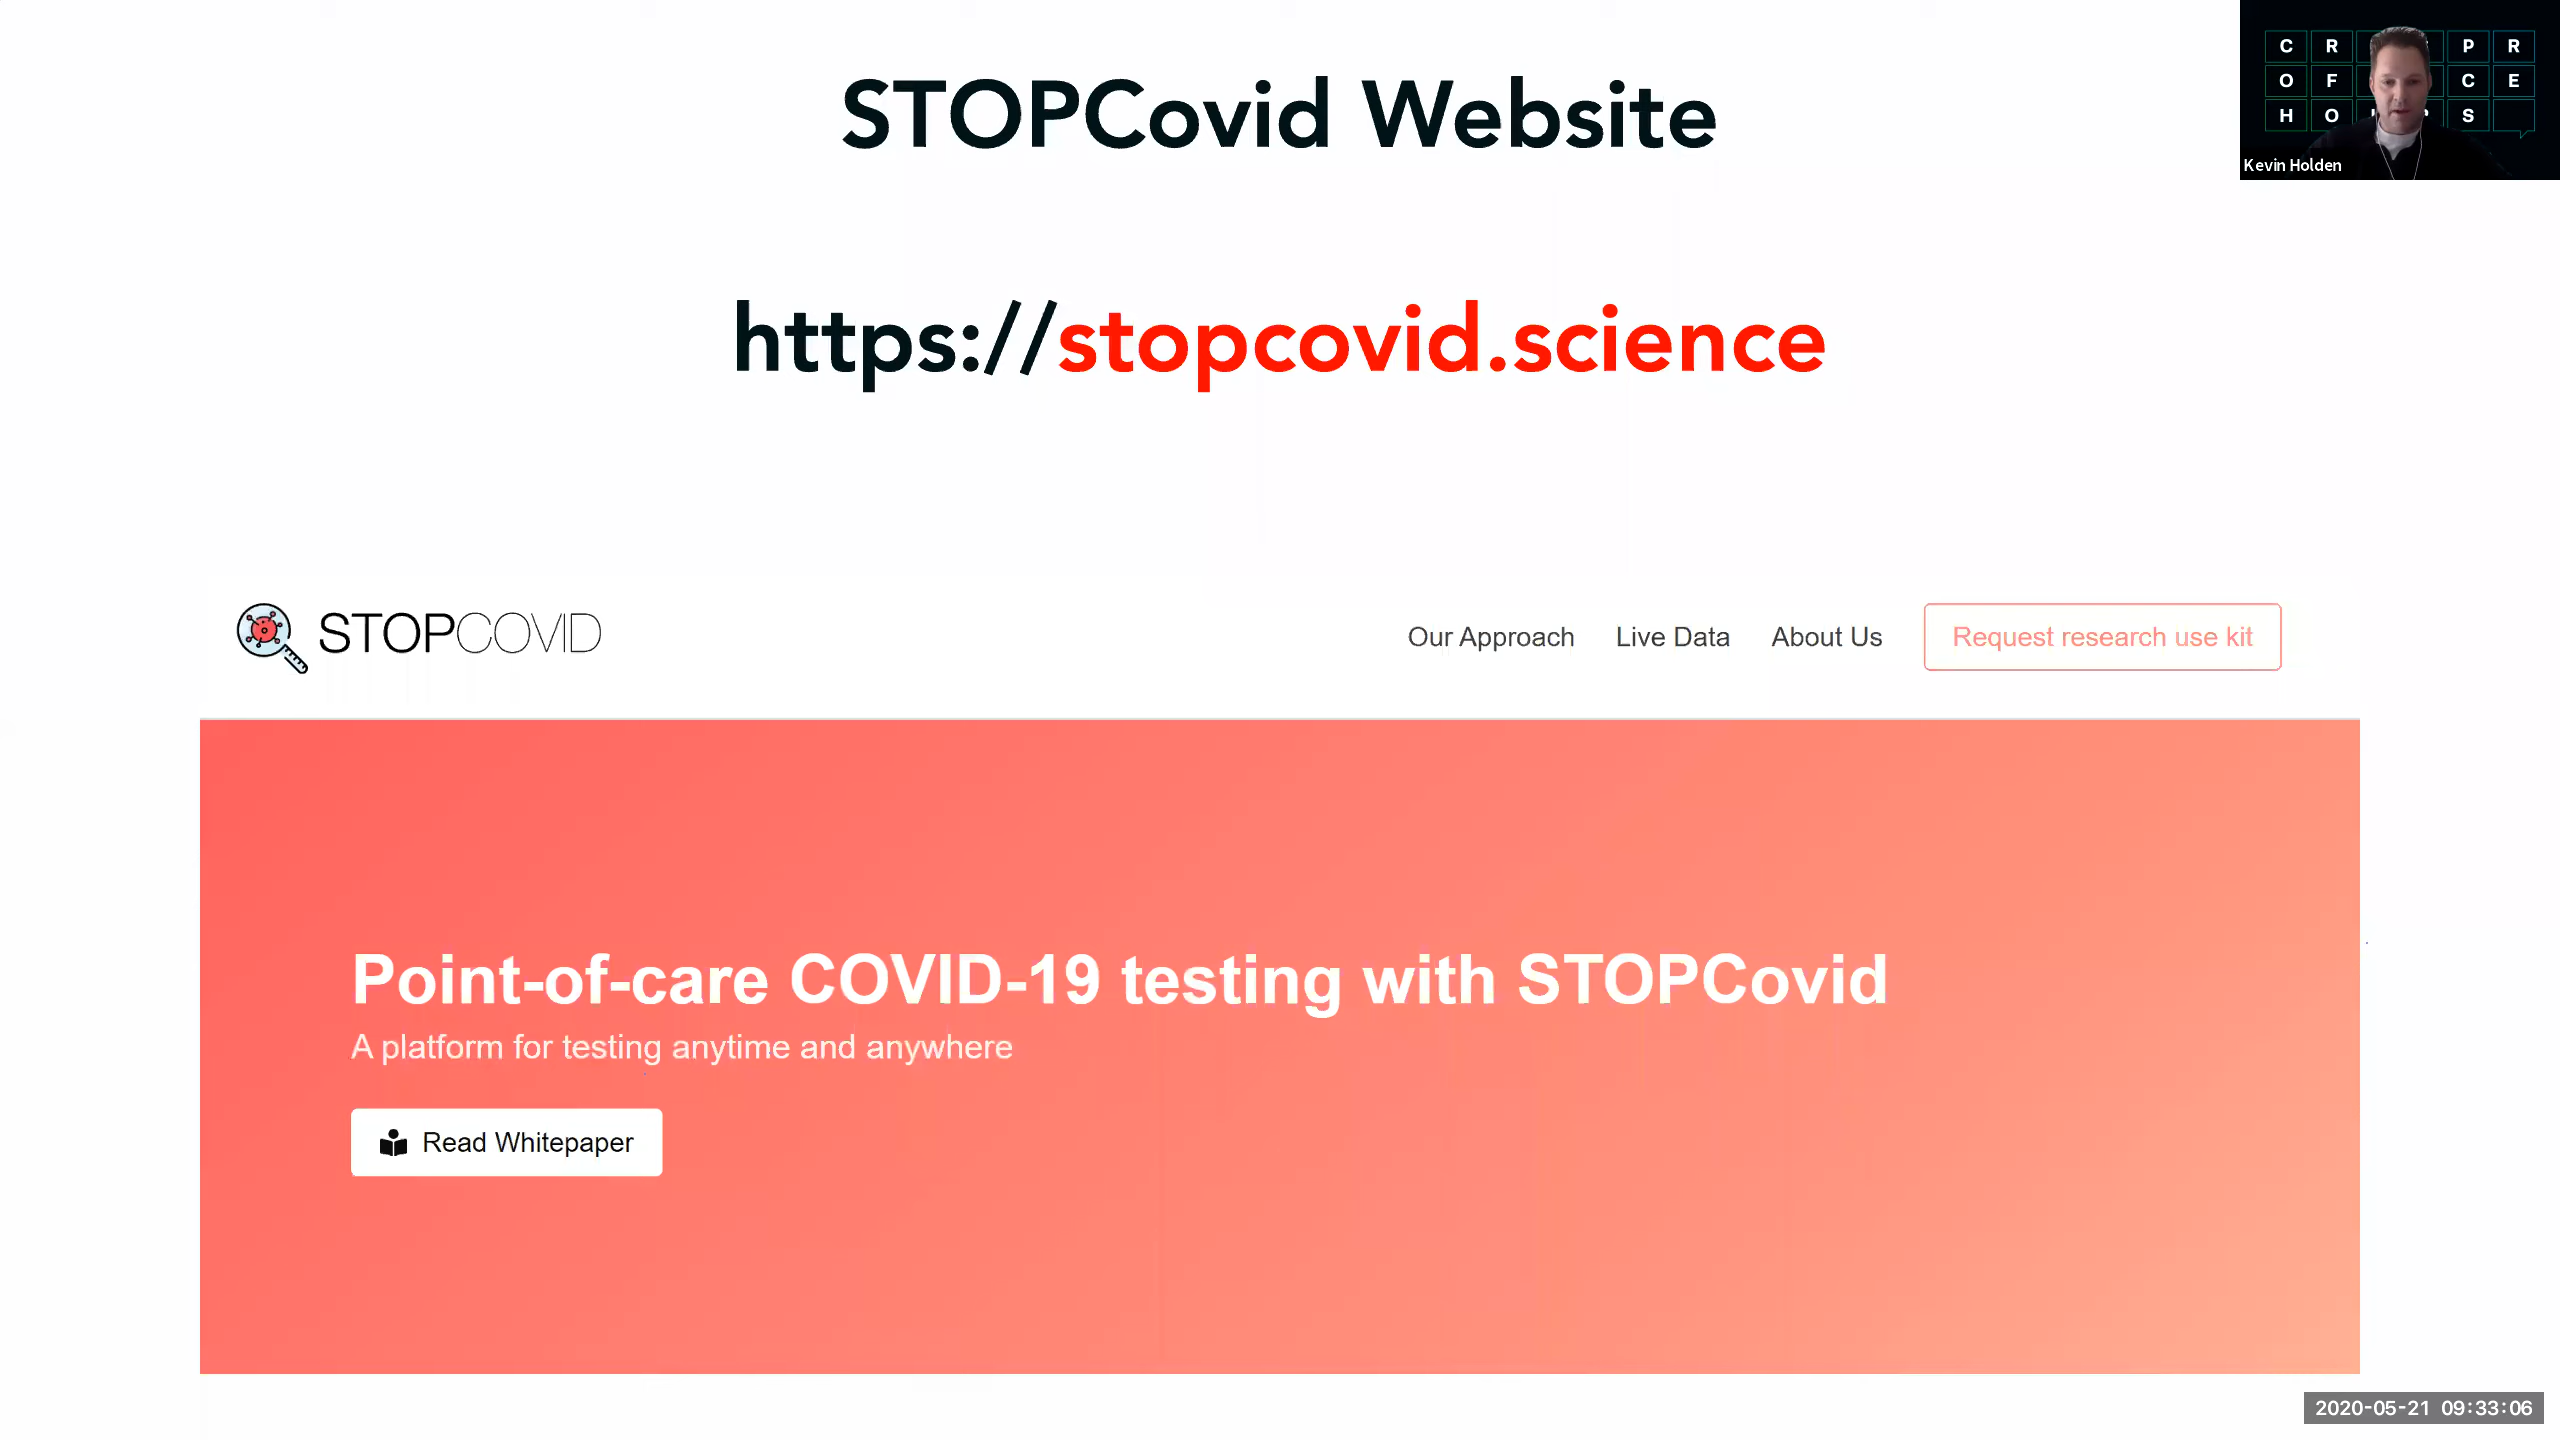 STOPCovid Website
C R P R
O F C E
H O S
Kevin Holden
https://stopcovid.science
STOPCOVID
Our Approach Live Data About Us Request research use kit
Point-of-care COVID-19 testing with STOPCovid
A platform for testing anytime and anywhere
Read Whitepaper
2020-05-21 09:33:06